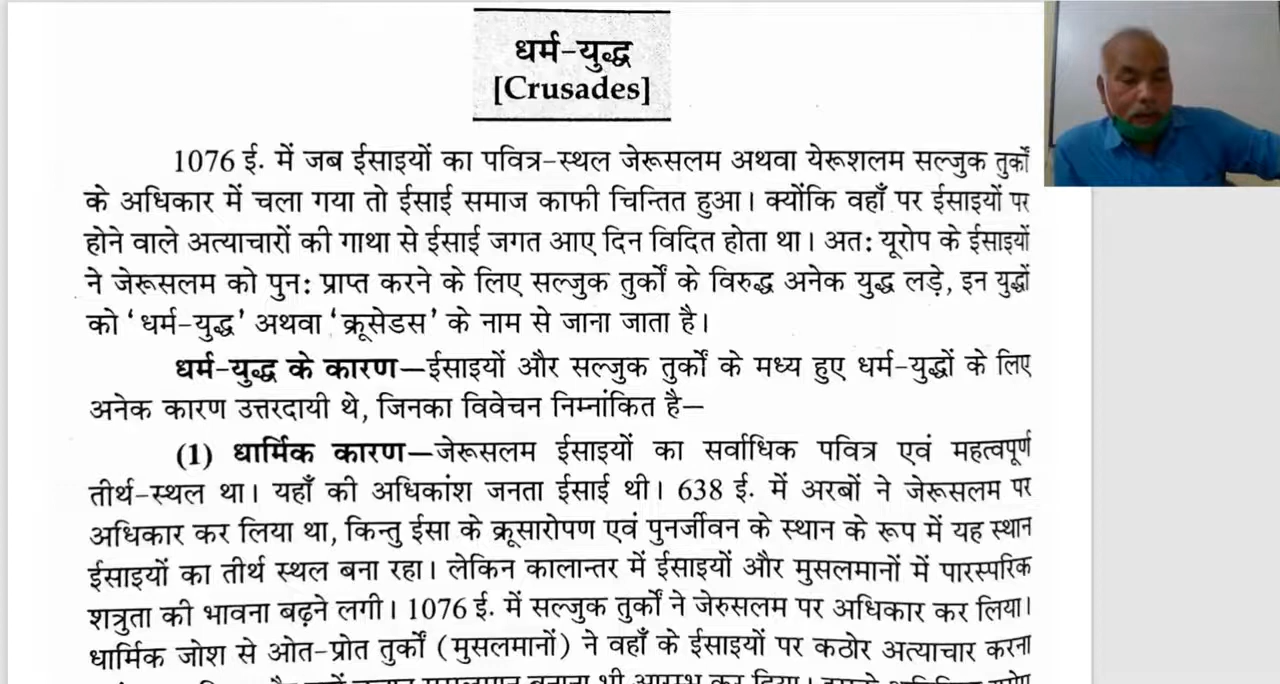 धर्म-युद्ध
[Crusades]
1076 ई. में जब ईसाइयों का पवित्र-स्थल जेरूसलम अथवा येरूशलम सल्जुक तुर्कों
के अधिकार में चला गया तो ईसाई समाज काफी चिन्तित हुआ। क्योंकि वहाँ पर ईसाइयों पर
होने वाले अत्याचारों की गाथा से ईसाई जगत आए दिन विदित होता था। अत: यूरोप के ईसाइयों
ने जेरूसलम को पुन: प्राप्त करने के लिए सल्जुक तुर्कों के विरुद्ध अनेक युद्ध लड़े, इन युद्धों
को ‘धर्म-युद्ध’ अथवा ‘क्रूसेडस’ के नाम से जाना जाता है।
धर्म-युद्ध के कारण—ईसाइयों और सल्जुक तुर्कों के मध्य हुए धर्म-युद्धों के लिए
अनेक कारण उत्तरदायी थे, जिनका विवेचन निम्नांकित है—
(1) धार्मिक कारण—जेरूसलम ईसाइयों का सर्वाधिक पवित्र एवं महत्वपूर्ण
तीर्थ-स्थल था। यहाँ की अधिकांश जनता ईसाई थी। 638 ई. में अरबों ने जेरूसलम पर
अधिकार कर लिया था, किन्तु ईसा के क्रूसारोपण एवं पुनर्जीवन के स्थान के रूप में यह स्थान
ईसाइयों का तीर्थ स्थल बना रहा। लेकिन कालान्तर में ईसाइयों और मुसलमानों में पारस्परिक
शत्रुता की भावना बढ़ने लगी। 1076 ई. में सल्जुक तुर्कों ने जेरुसलम पर अधिकार कर लिया।
धार्मिक जोश से ओत-प्रोत तुर्कों (मुसलमानों) ने वहाँ के ईसाइयों पर कठोर अत्याचार करना